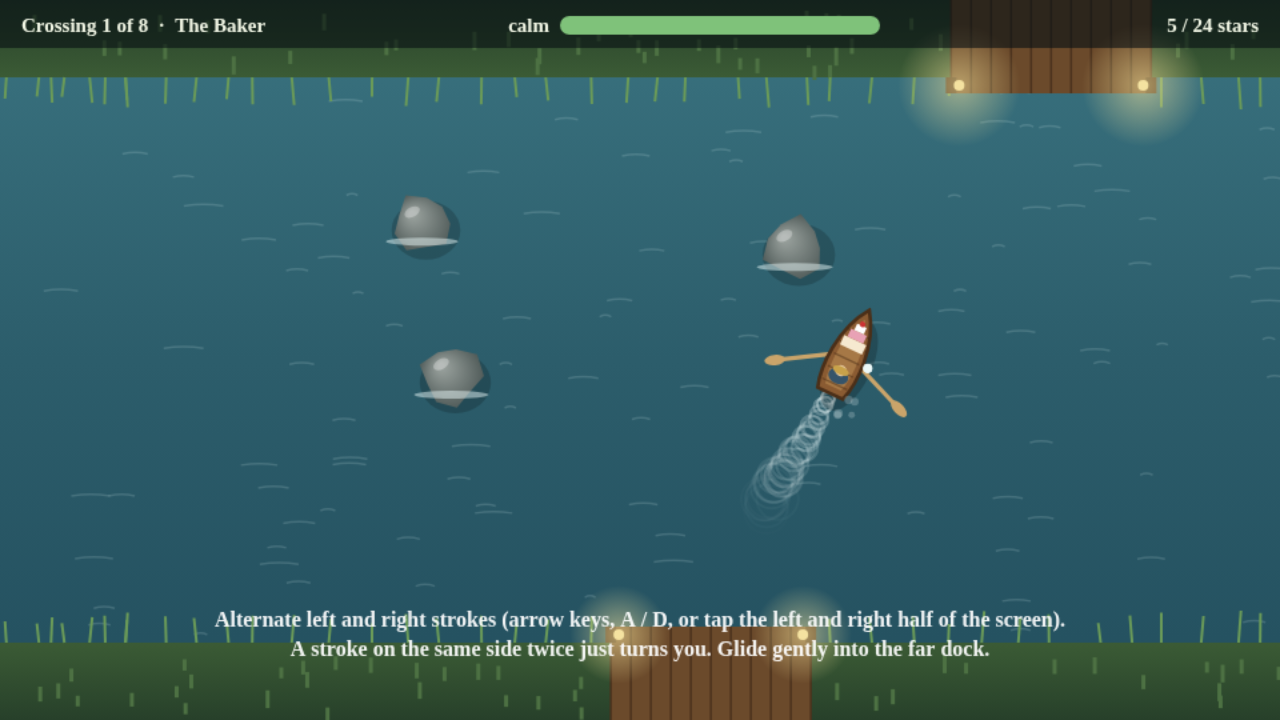 Crossing 1 of 8 · The Baker
calm
5 / 24 stars
Alternate left and right strokes (arrow keys, A / D, or tap the left and right half of the screen).
A stroke on the same side twice just turns you. Glide gently into the far dock.